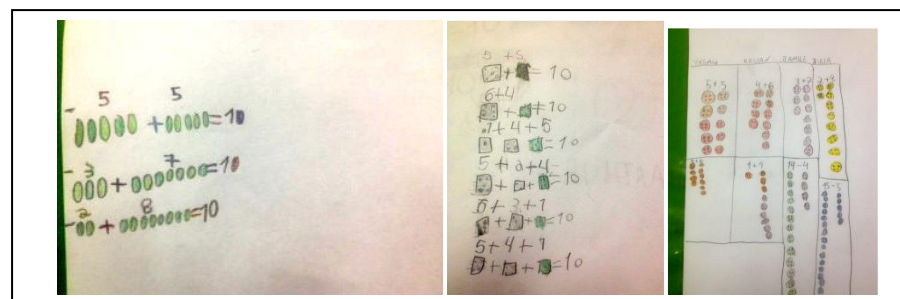 5 5
- + =10
- 3 7
+ =10
2 8
- + =10
5 +5
+ = 10
6+4
+ =10
1+4+5
=10
5+1+4
+ + =10
6+3+1
+ + =10
5+4+1
+ + =10
5+5 4+6 3+7 2+8
1+9 14-4 15-5